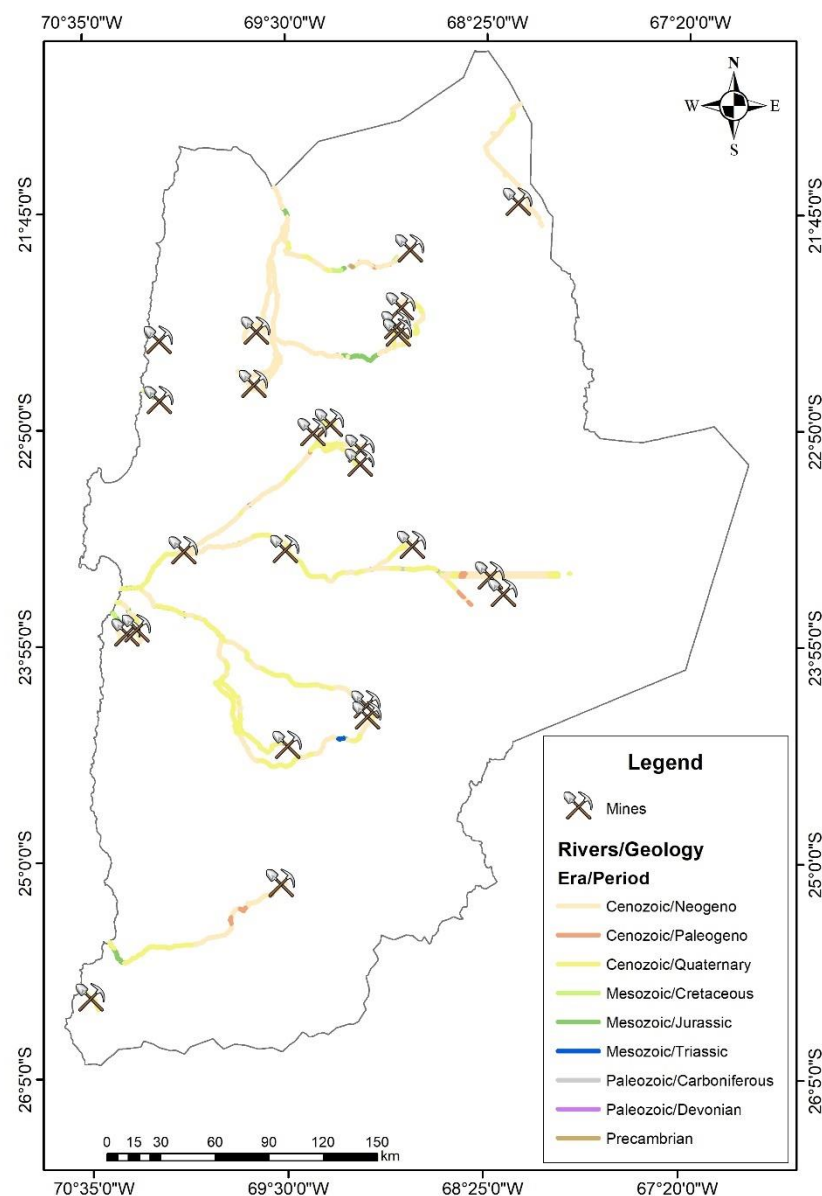 70°35'0"W 69°30'0"W 68°25'0"W 67°20'0"W
N
W E
S
21°45'0"S 21°45'0"S
22°50'0"S 22°50'0"S
23°55'0"S 23°55'0"S
25°0'0"S 25°0'0"S
26°5'0"S 26°5'0"S
Legend
Mines
Rivers/Geology
Era/Period
Cenozoic/Neogeno
Cenozoic/Paleogeno
Cenozoic/Quaternary
Mesozoic/Cretaceous
Mesozoic/Jurassic
Mesozoic/Triassic
Paleozoic/Carboniferous
Paleozoic/Devonian
Precambrian
0 15 30 60 90 120 150
km
70°35'0"W 69°30'0"W 68°25'0"W 67°20'0"W